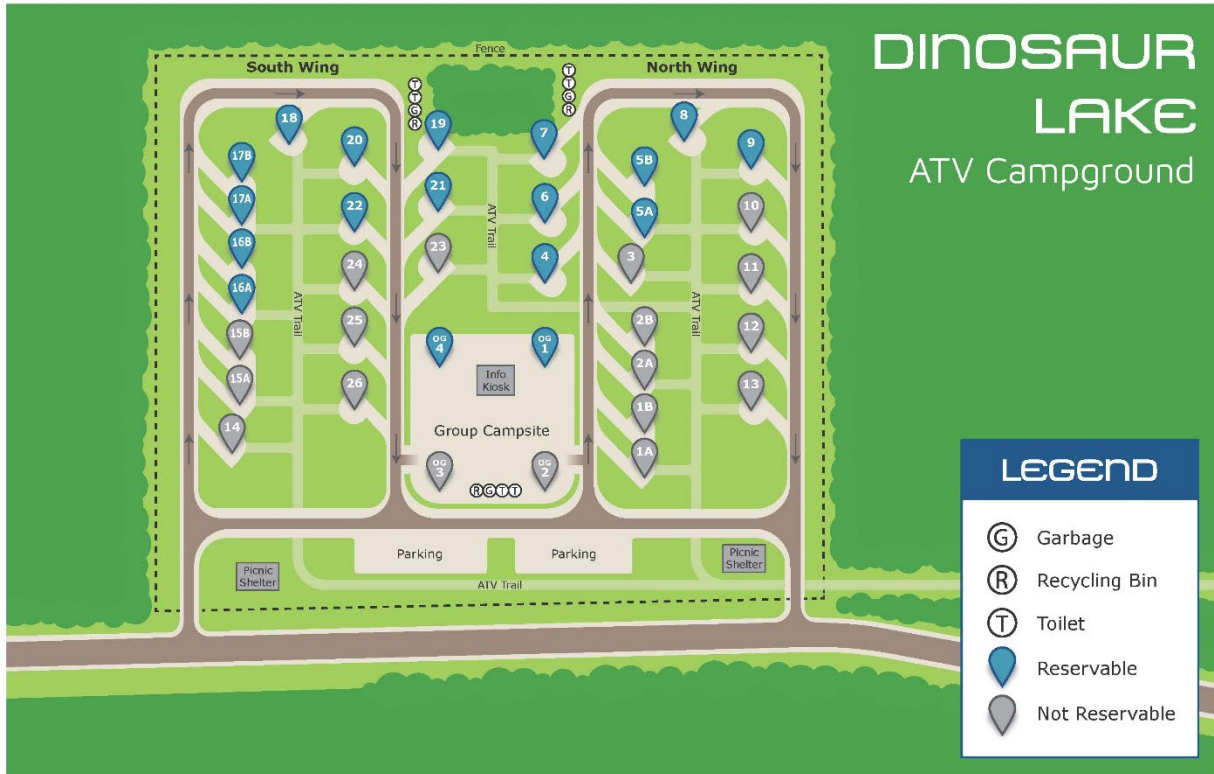 DINOSAUR
LAKE
ATV Campground
Fence
South Wing
North Wing
T
T
G
R
T
T
G
R
18
20
19
7
8
9
17B
5B
17A
22
21
6
5A
10
16B
24
23
4
3
11
16A
ATV Trail
ATV Trail
ATV Trail
15B
25
2B
12
15A
26
2A
13
14
1B
1A
OG
4
OG
1
Info
Kiosk
Group Campsite
OG
3
OG
2
R G T T
Parking
Parking
Picnic
Shelter
Picnic
Shelter
ATV Trail
LEGEND
G Garbage
R Recycling Bin
T Toilet
Reservable
Not Reservable